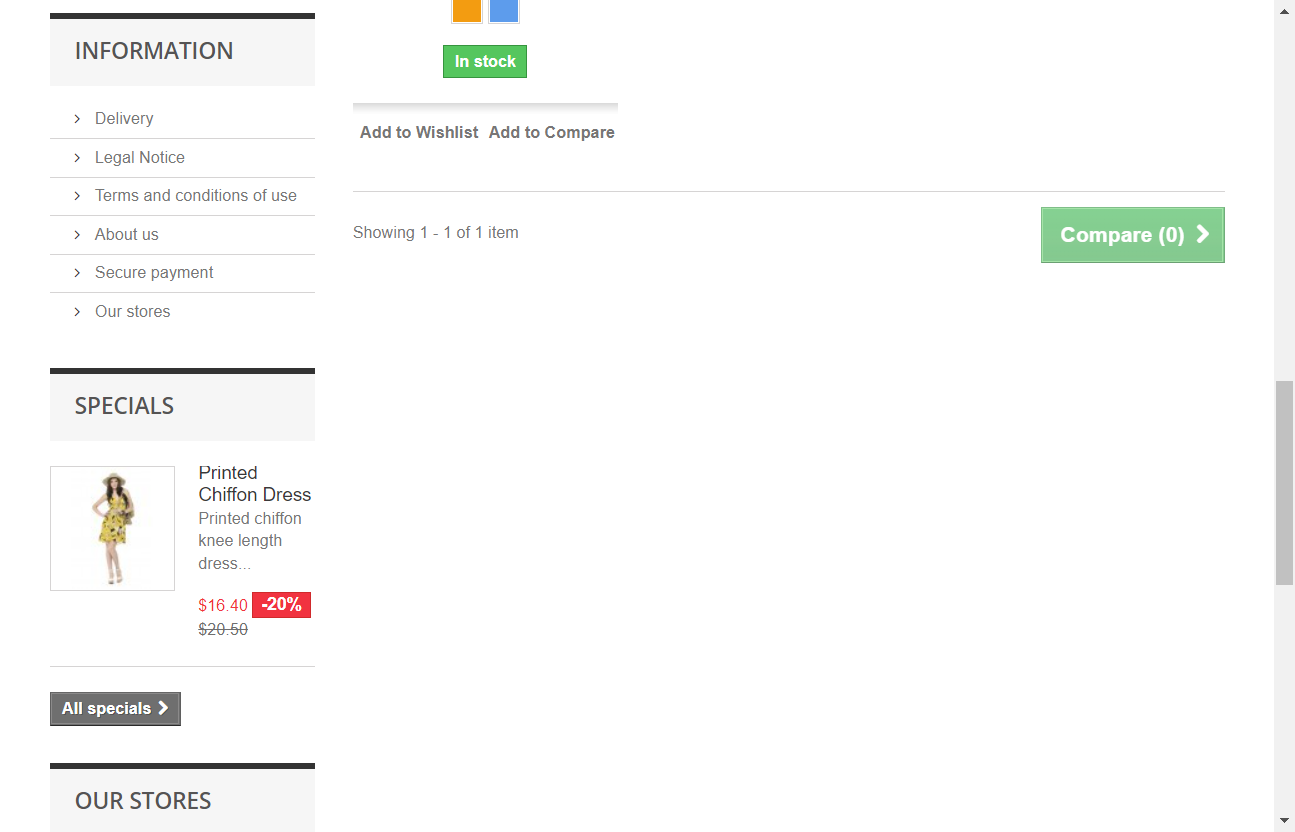 INFORMATION
Delivery
Legal Notice
Terms and conditions of use
About us
Secure payment
Our stores
SPECIALS
Printed
Chiffon Dress
Printed chiffon
knee length
dress...
$16.40 -20%
$20.50
All specials
OUR STORES
In stock
Add to Wishlist Add to Compare
Showing 1 - 1 of 1 item
Compare (0)